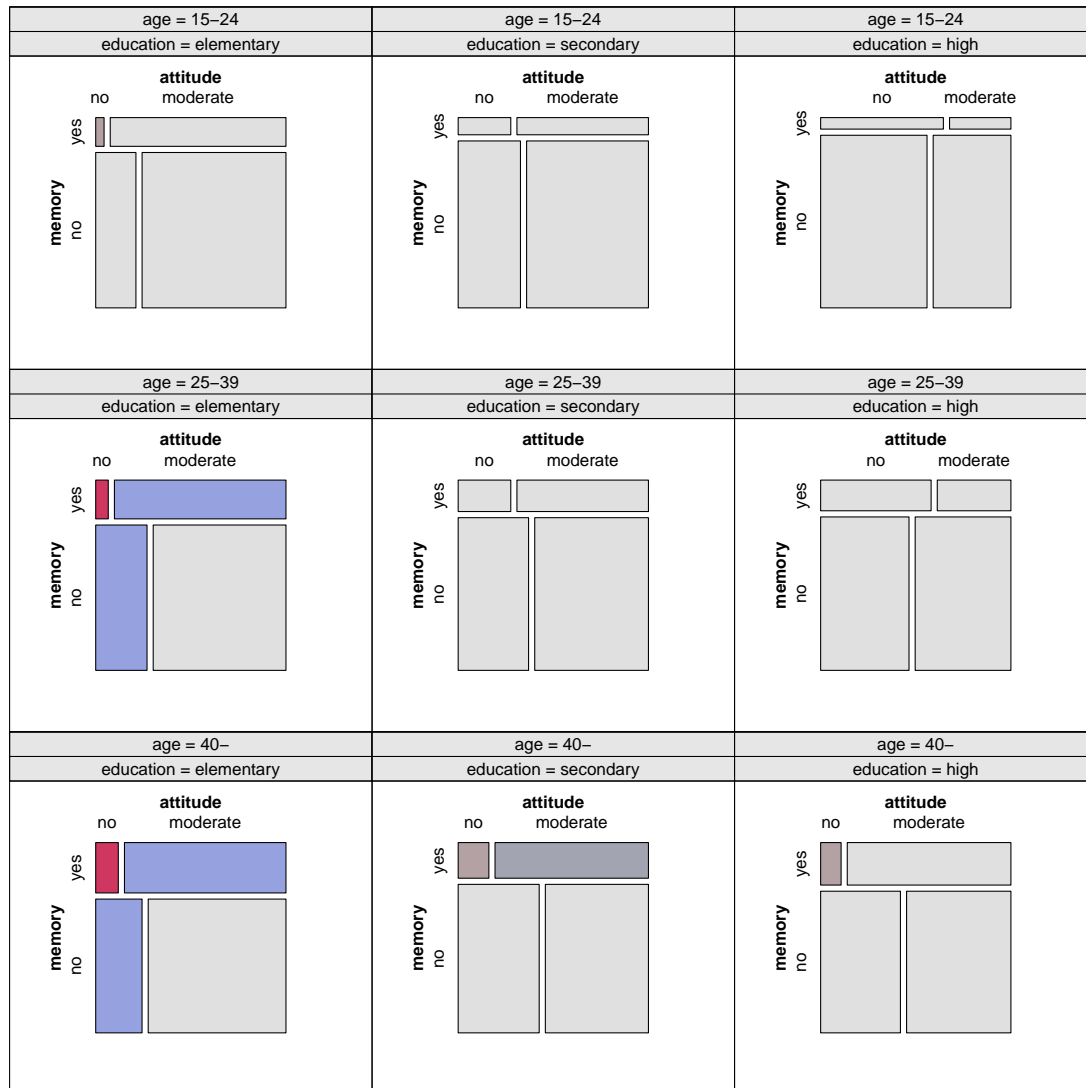 age = 15−24 age = 15−24 age = 15−24
education = elementary education = secondary education = high
attitude attitude attitude
no moderate no moderate no moderate
memory
no yes
memory
no yes
memory
no yes
age = 25−39 age = 25−39 age = 25−39
education = elementary education = secondary education = high
attitude attitude attitude
no moderate no moderate no moderate
memory
no yes
memory
no yes
memory
no yes
age = 40− age = 40− age = 40−
education = elementary education = secondary education = high
attitude attitude attitude
no moderate no moderate no moderate
memory
no yes
memory
no yes
memory
no yes